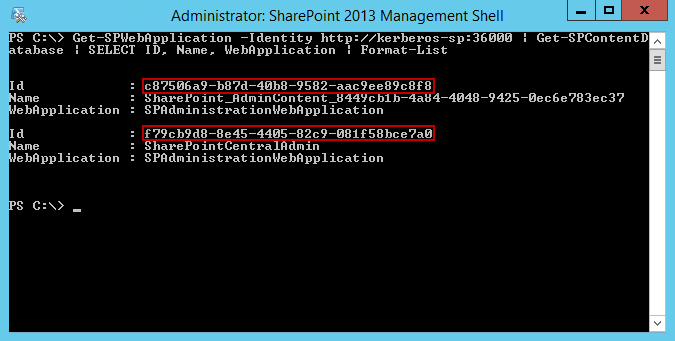 Administrator: SharePoint 2013 Management Shell
PS C:\> Get-SPWebApplication -Identity http://kerberos-sp:36000 | Get-SPContentD
atabase | SELECT ID, Name, WebApplication | Format-List
Id : c87506a9-b87d-40b8-9582-aac9ee89c8f8
Name : SharePoint_AdminContent_8449cb1b-4a84-4048-9425-0ec6e783ec37
WebApplication : SPAdministrationWebApplication
Id : f79cb9d8-8e45-4405-82c9-081f58bce7a0
Name : SharePointCentralAdmin
WebApplication : SPAdministrationWebApplication
PS C:\> _